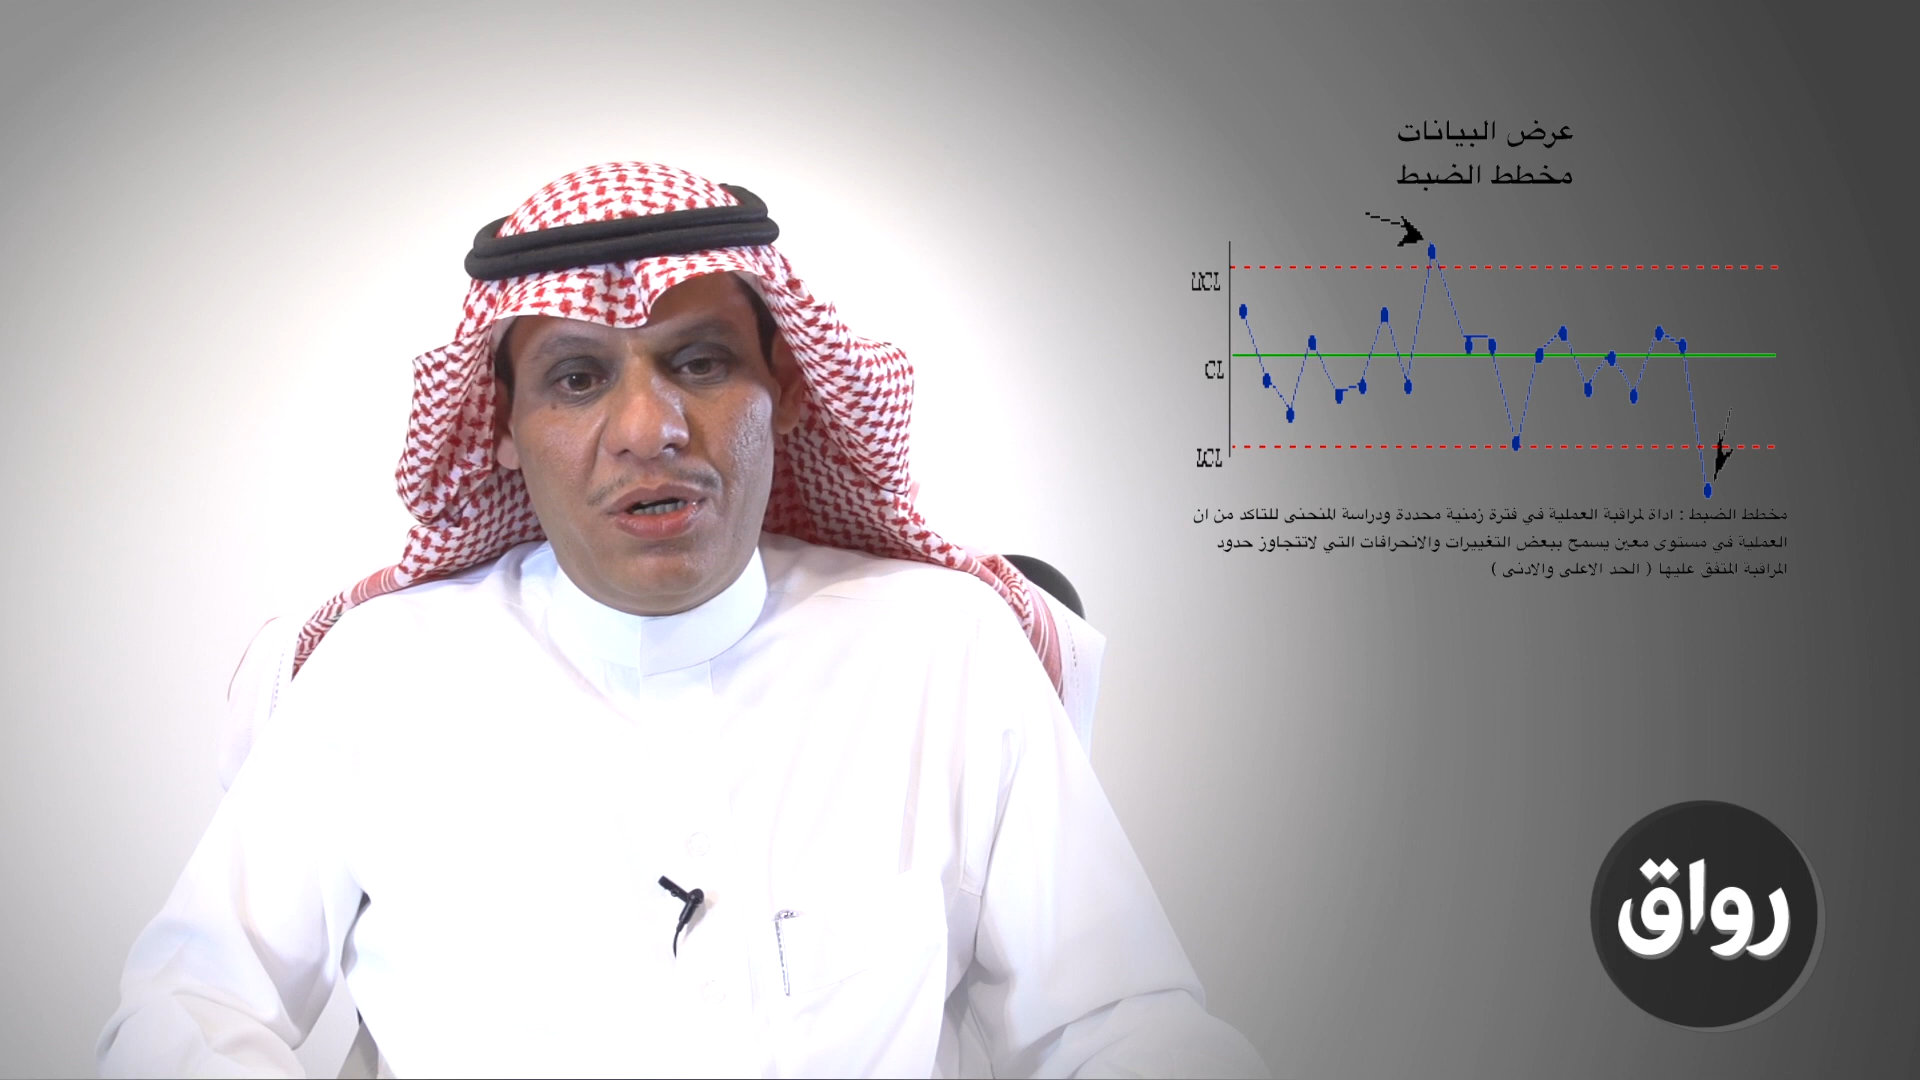 عرض البيانات
مخطط الضبط
UCL
CL
LCL
مخطط الضبط : اداة لمراقبة العملية في فترة زمنية محددة ودراسة المنحنى للتاكد من ان
العملية في مستوى معين يسمح ببعض التغييرات والانحرافات التي لاتتجاوز حدود
المراقبة المتفق عليها ( الحد الاعلى والادنى )
رواق